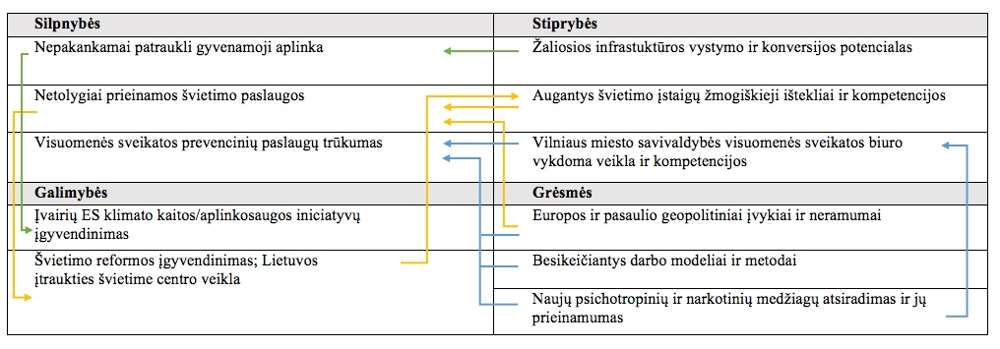 Silpnybės
Stiprybės
Nepakankamai patraukli gyvenamoji aplinka
Žaliosios infrastuktūros vystymo ir konversijos potencialas
Netolygiai prieinamos švietimo paslaugos
Augantys švietimo įstaigų žmogiškieji ištekliai ir kompetencijos
Visuomenės sveikatos prevencinių paslaugų trūkumas
Vilniaus miesto savivaldybės visuomenės sveikatos biuro
vykdoma veikla ir kompetencijos
Galimybės
Grėsmės
Įvairių ES klimato kaitos/aplinkosaugos iniciatyvų
įgyvendinimas
Europos ir pasaulio geopolitiniai įvykiai ir neramumai
Švietimo reformos įgyvendinimas; Lietuvos
įtraukties švietime centro veikla
Besikeičiantys darbo modeliai ir metodai
Naujų psichotropinių ir narkotinių medžiagų atsiradimas ir jų
prieinamumas